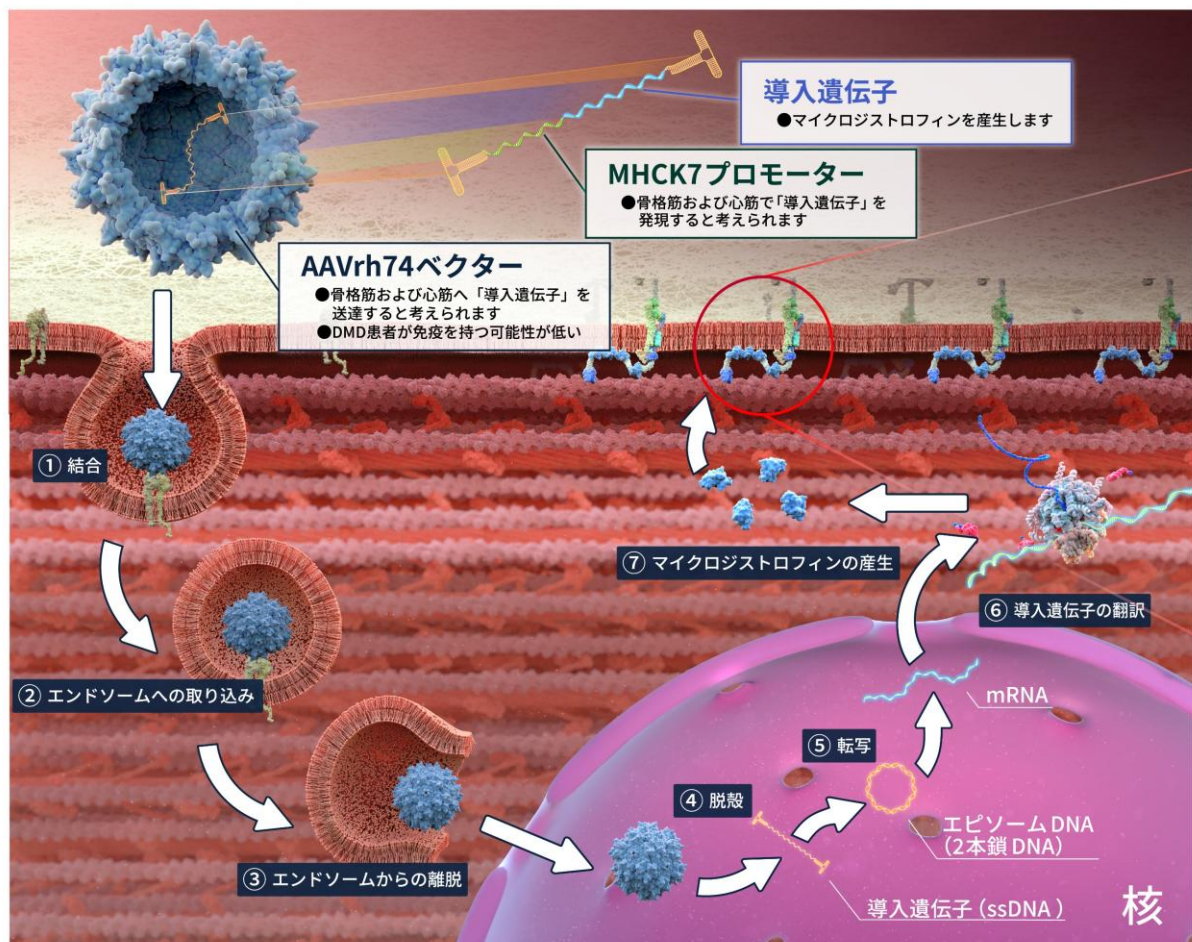 導入遺伝子
●マイクロジストロフィンを産生します
MHCK7プロモーター
●骨格筋および心筋で「導入遺伝子」を
発現すると考えられます
AAVrh74ベクター
●骨格筋および心筋へ「導入遺伝子」を
送達すると考えられます
●DMD患者が免疫を持つ可能性が低い
① 結合
② エンドソームへの取り込み
③ エンドソームからの離脱
④ 脱殻
⑤ 転写
mRNA
エピソームDNA
(2本鎖DNA)
導入遺伝子(ssDNA)
核
⑥ 導入遺伝子の翻訳
⑦ マイクロジストロフィンの産生